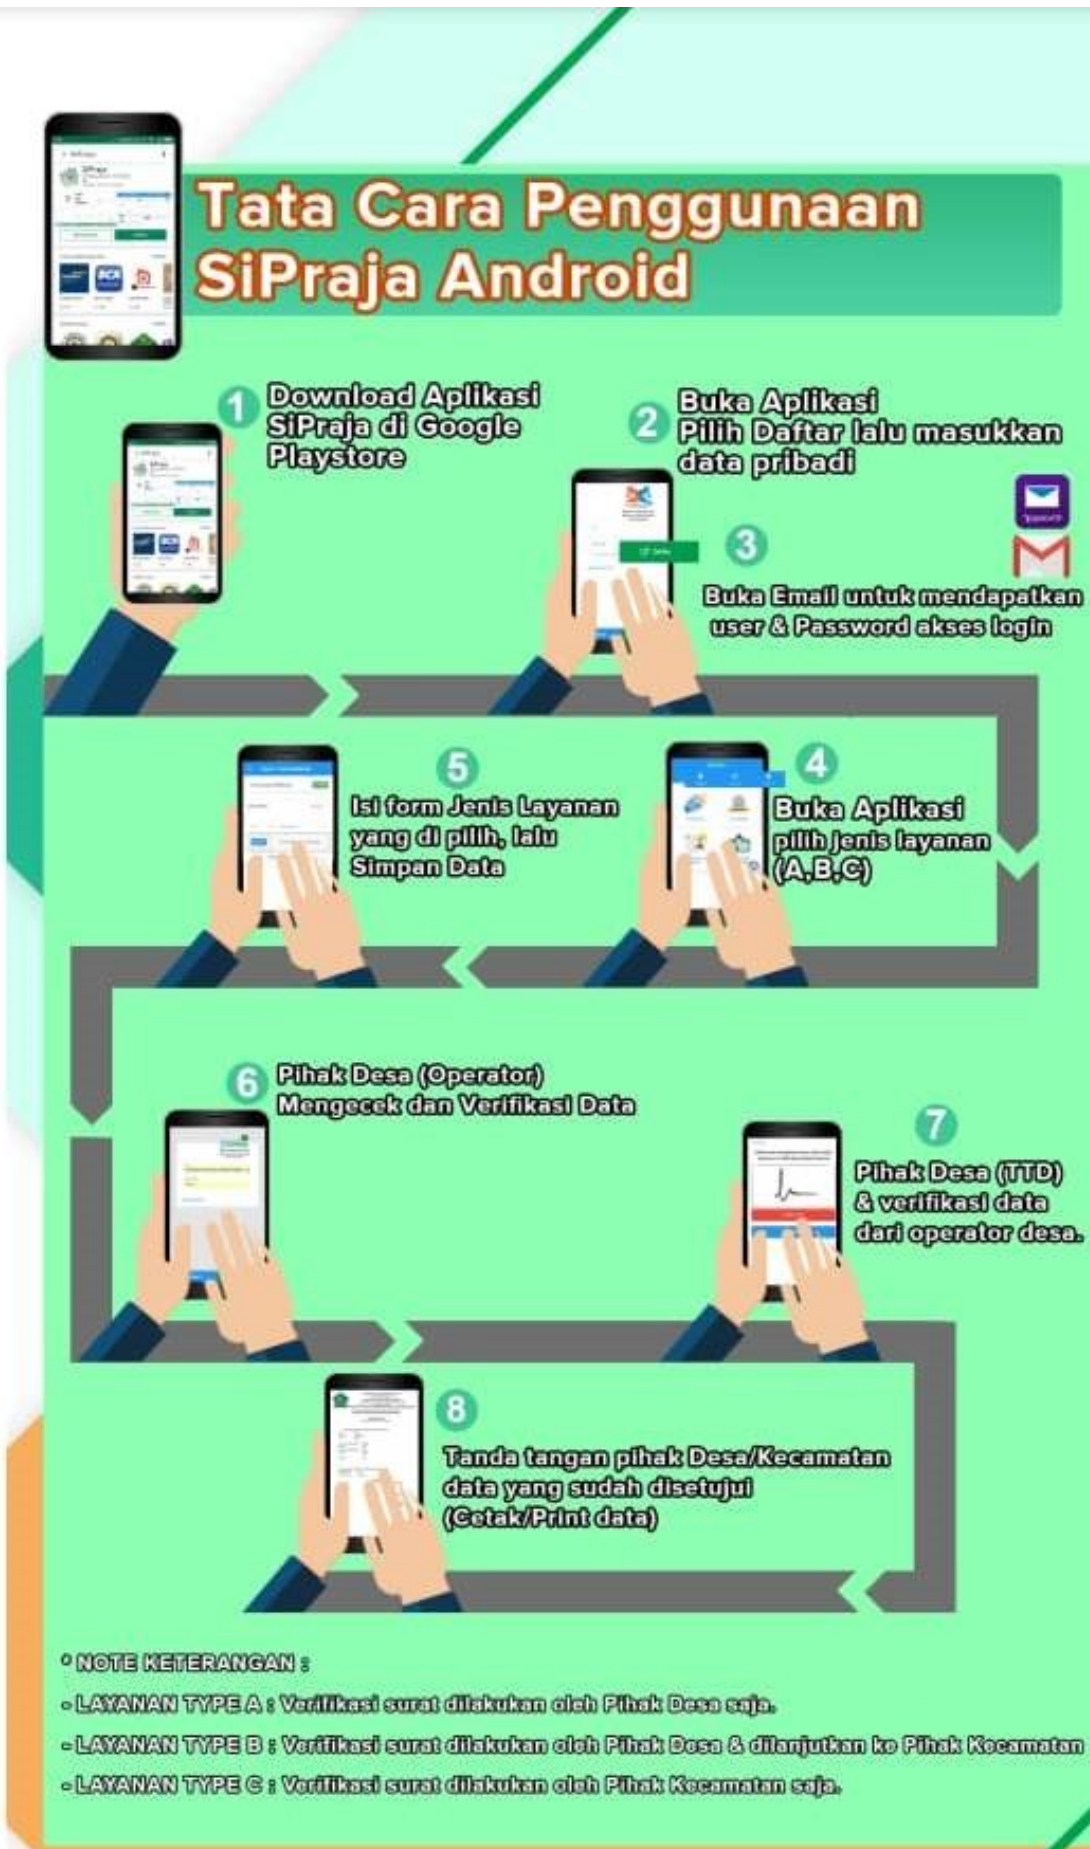 Tata Cara Penggunaan
SiPraja Android
1
Download Aplikasi
SiPraja di Google
Playstore
2
Buka Aplikasi
Pilih Daftar lalu masukkan
data pribadi
3
Buka Email untuk mendapatkan
user & Password akses login
4
Buka Aplikasi
pilih jenis layanan
(A,B,C)
5
Isi form Jenis Layanan
yang di pilih, lalu
Simpan Data
6
Pihak Desa (Operator)
Mengecek dan Verifikasi Data
7
Pihak Desa (TTD)
& verifikasi data
dari operator desa.
8
Tanda tangan pihak Desa/Kecamatan
data yang sudah disetujui
(Cetak/Print data)
* NOTE KETERANGAN :
- LAYANAN TYPE A : Verifikasi surat dilakukan oleh Pihak Desa saja.
- LAYANAN TYPE B : Verifikasi surat dilakukan oleh Pihak Desa & dilanjutkan ke Pihak Kecamatan
- LAYANAN TYPE C : Verifikasi surat dilakukan oleh Pihak Kecamatan saja.